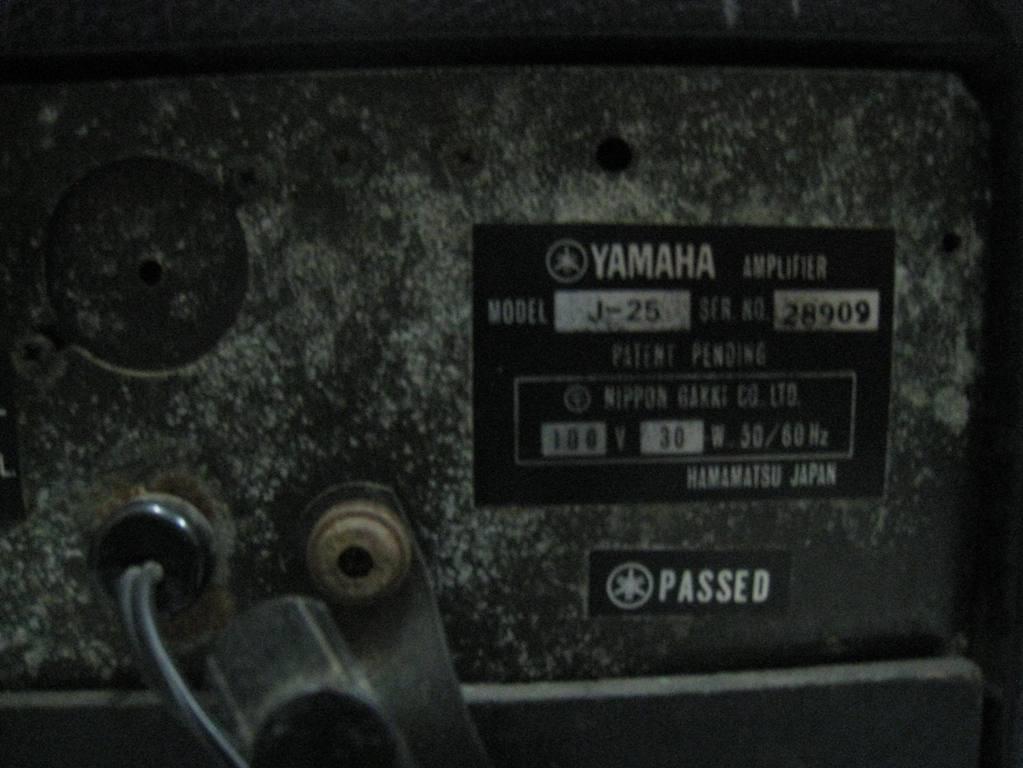 YAMAHA AMPLIFIER
MODEL J-25 SER. NO. 28909
PATENT PENDING
NIPPON GAKKI CO. LTD.
100 V 30 W. 50/60 Hz
HAMAMATSU JAPAN
PASSED